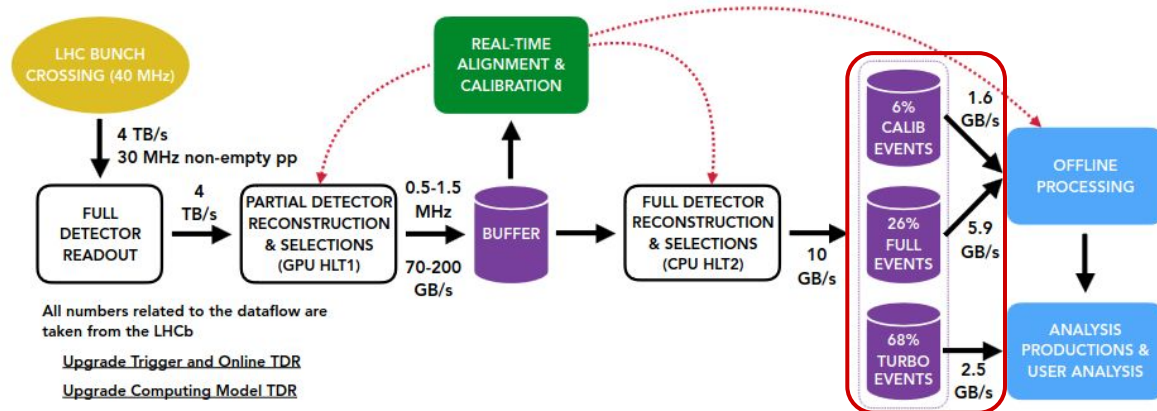 LHC BUNCH
CROSSING (40 MHz)
4 TB/s
30 MHz non-empty pp
FULL
DETECTOR
READOUT
4
TB/s
PARTIAL DETECTOR
RECONSTRUCTION
& SELECTIONS
(GPU HLT1)
0.5-1.5
MHz
70-200
GB/s
REAL-TIME
ALIGNMENT &
CALIBRATION
BUFFER
FULL DETECTOR
RECONSTRUCTION
& SELECTIONS
(CPU HLT2)
10
GB/s
6%
CALIB
EVENTS
1.6
GB/s
26%
FULL
EVENTS
5.9
GB/s
68%
TURBO
EVENTS
2.5
GB/s
OFFLINE
PROCESSING
ANALYSIS
PRODUCTIONS &
USER ANALYSIS
All numbers related to the dataflow are
taken from the LHCb
Upgrade Trigger and Online TDR
Upgrade Computing Model TDR